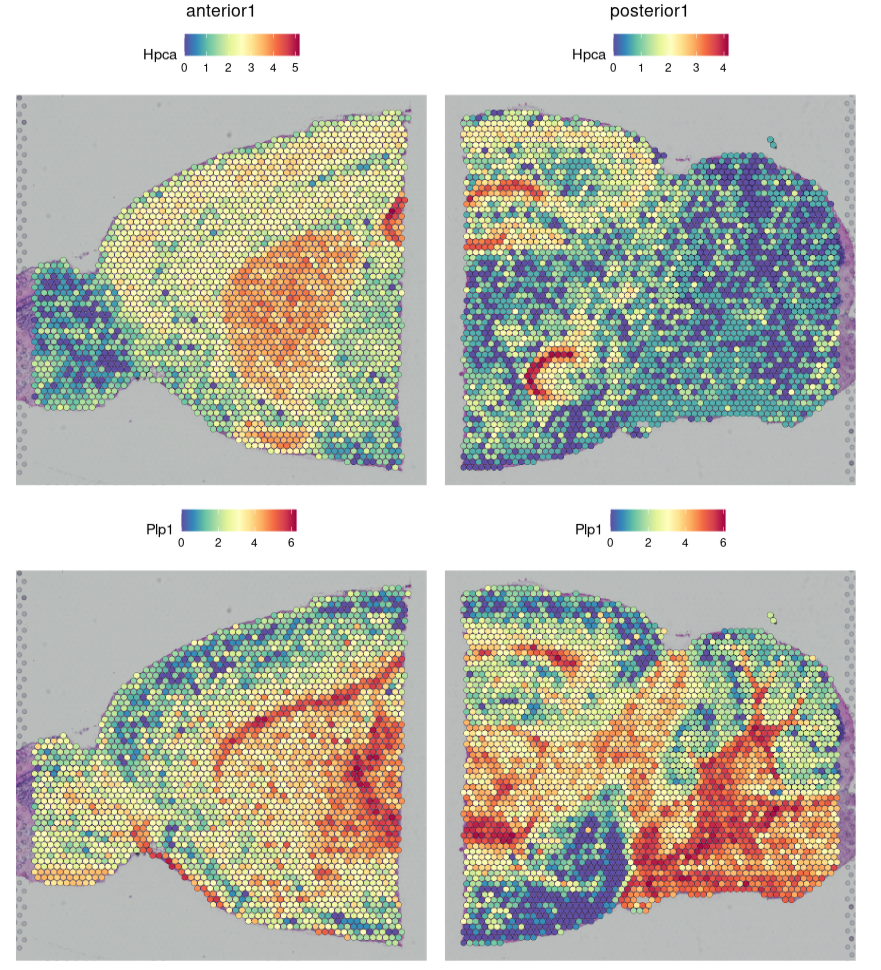 anterior1
posterior1
Hpca
0 1 2 3 4 5
Hpca
0 1 2 3 4
Plp1
0 2 4 6
Plp1
0 2 4 6